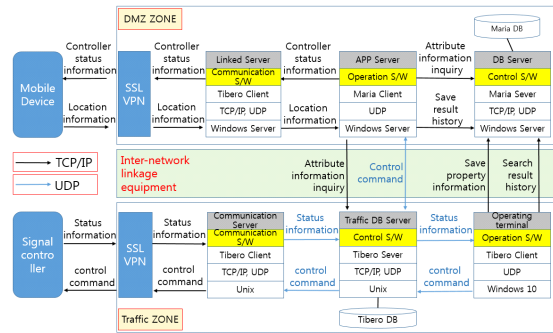 DMZ ZONE
Maria DB
Controller
status
information
Controller
status
information
Linked Server
Controller
status
information
APP Server
Attribute
information
inquiry
DB Server
Mobile
Device
SSL
VPN
Communication
S/W
Operation S/W
Control S/W
Tibero Client
Maria Client
Maria Sever
Location
information
Location
information
TCP/IP, UDP
Location
information
UDP
Save
result
history
TCP/IP, UDP
Windows Server
Windows Server
Windows Server
TCP/IP
UDP
Inter-network
linkage
equipment
Attribute
information
inquiry
Control
command
Save
property
information
Search
result
history
Status
information
Status
information
Communication
Server
Status
information
Traffic DB Server
Status
information
Operating
terminal
Signal contr
oller
SSL
VPN
Communication
S/W
Control S/W
Operation S/W
Tibero Client
Tibero Sever
Tibero Client
control
command
control
command
TCP/IP, UDP
control
command
TCP/IP, UDP
control
command
UDP
Unix
Unix
Windows 10
Traffic ZONE
Tibero DB